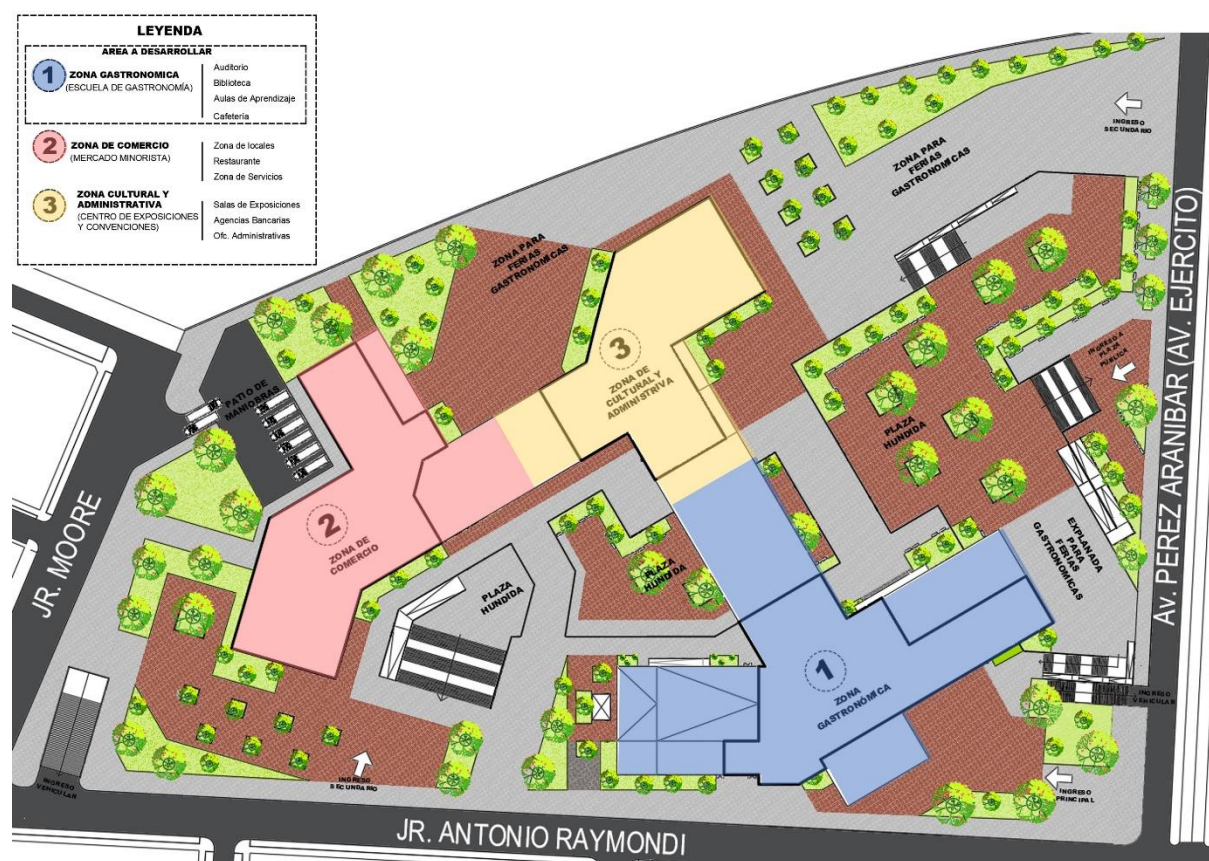 LEYENDA
AREA A DESARROLLAR
1
ZONA GASTRONOMICA
(ESCUELA DE GASTRONOMÍA)
Auditorio
Biblioteca
Aulas de Aprendizaje
Cafetería
2
ZONA DE COMERCIO
(MERCADO MINORISTA)
Zona de locales
Restaurante
Zona de Servicios
3
ZONA CULTURAL Y
ADMINISTRATIVA
(CENTRO DE EXPOSICIONES
Y CONVENCIONES)
Salas de Exposiciones
Agencias Bancarias
Ofc. Administrativas
INGRESO
SECUNDARIO
ZONA PARA
FERIAS
GASTRONOMICAS
ZONA PARA
FERIAS
GASTRONOMICAS
AV. PEREZ ARANIBAR (AV. EJERCITO)
3
ZONA DE
CULTURAL Y
ADMINISTRIVA
INGRESO A
PLAZA
PÚBLICA
PATIO DE
MANIOBRAS
PLAZA
HUNDIDA
2
ZONA DE
COMERCIO
EXPLANADA
PARA
FERIAS
GASTRONOMICAS
JR. MOORE
PLAZA
HUNDIDA
PLAZA
HUNDIDA
1
ZONA
GASTRONÓMICA
INGRESO
VEHICULAR
INGRESO
VEHICULAR
INGRESO
SECUNDARIO
INGRESO
PRINCIPAL
JR. ANTONIO RAYMONDI